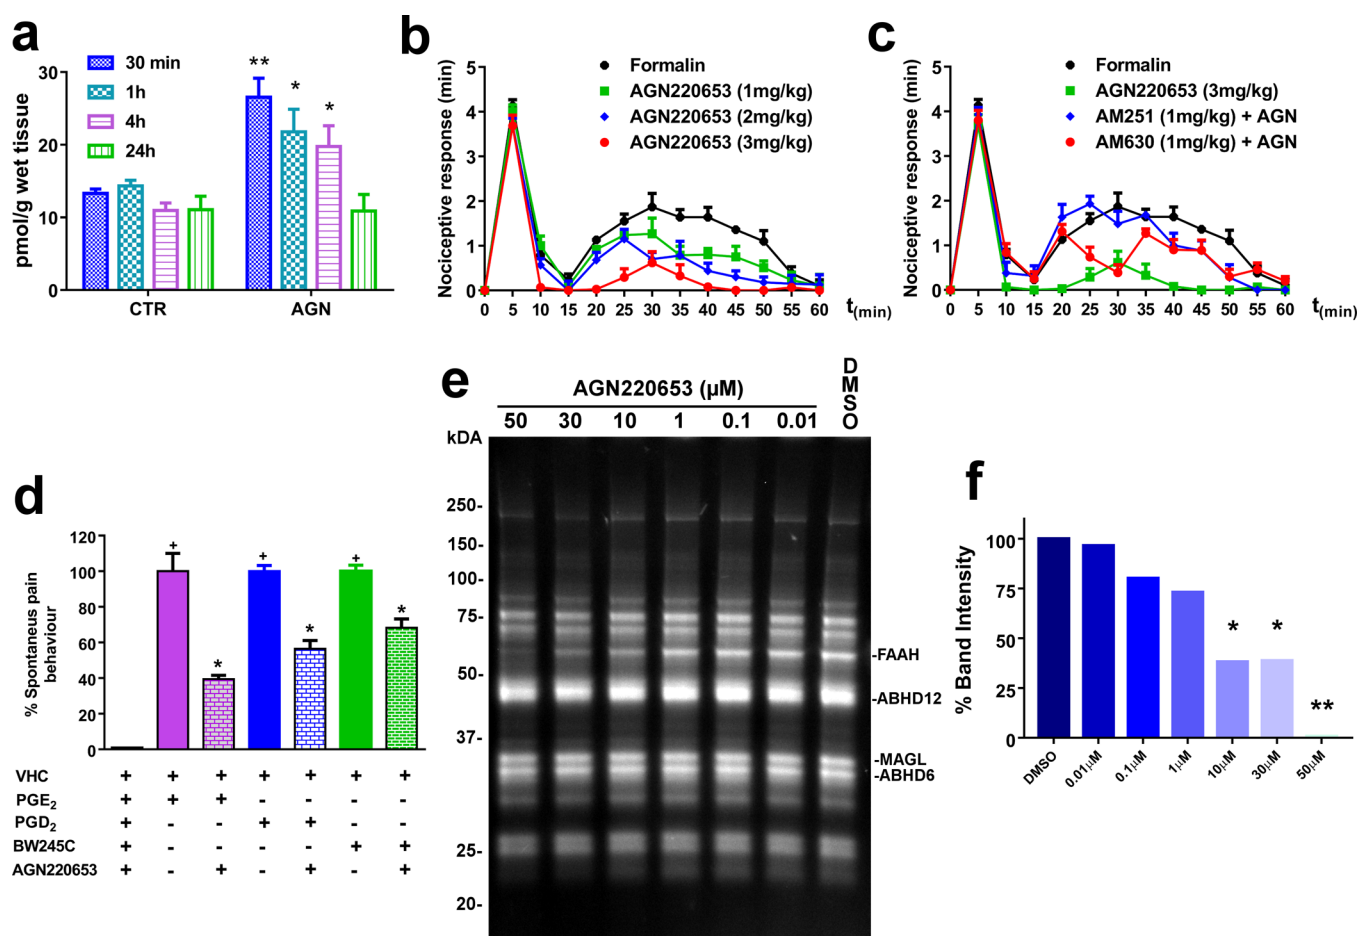 a
30 min
1h
4h
24h
pmol/g wet tissue
30
20
10
0
**
*
*
CTR
AGN
b
Formalin
AGN220653 (1mg/kg)
AGN220653 (2mg/kg)
AGN220653 (3mg/kg)
Nociceptive response (min)
5
4
3
2
1
0
0 5 10 15 20 25 30 35 40 45 50 55 60
t(min)
c
Formalin
AGN220653 (3mg/kg)
AM251 (1mg/kg) + AGN
AM630 (1mg/kg) + AGN
Nociceptive response (min)
5
4
3
2
1
0
0 5 10 15 20 25 30 35 40 45 50 55 60
t(min)
d
% Spontaneus pain
behaviour
120
100
80
60
40
20
0
+ * + * + *
VHC + + + + + + +
PGE2 + + + - - - -
PGD2 + - - + + - -
BW245C + - - - - + +
AGN220653 + - + - + - +
e
AGN220653 (µM)
50 30 10 1 0.1 0.01
DMSO
kDA
250-
150-
100-
75-
50-
37-
25-
20-
-FAAH
-ABHD12
-MAGL
-ABHD6
f
% Band Intensity
100
75
50
25
0
* * **
DMSO
0.01µM
0.1µM
1µM
10µM
30µM
50µM